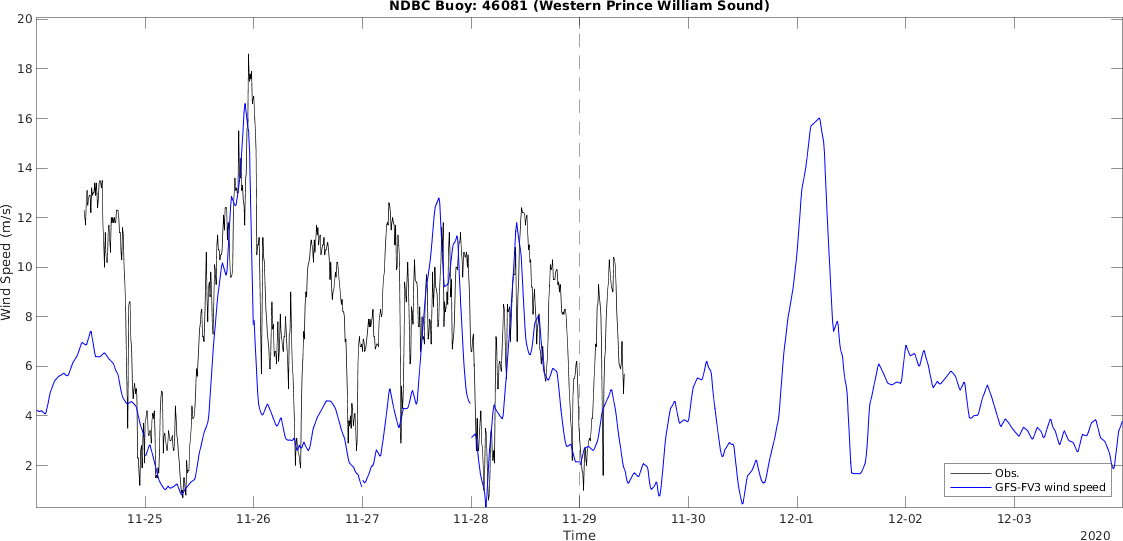 NDBC Buoy: 46081 (Western Prince William Sound)
20
18
16
14
12
10
8
6
4
2
Wind Speed (m/s)
Obs.
GFS-FV3 wind speed
11-25 11-26 11-27 11-28 11-29 11-30 12-01 12-02 12-03
Time
2020